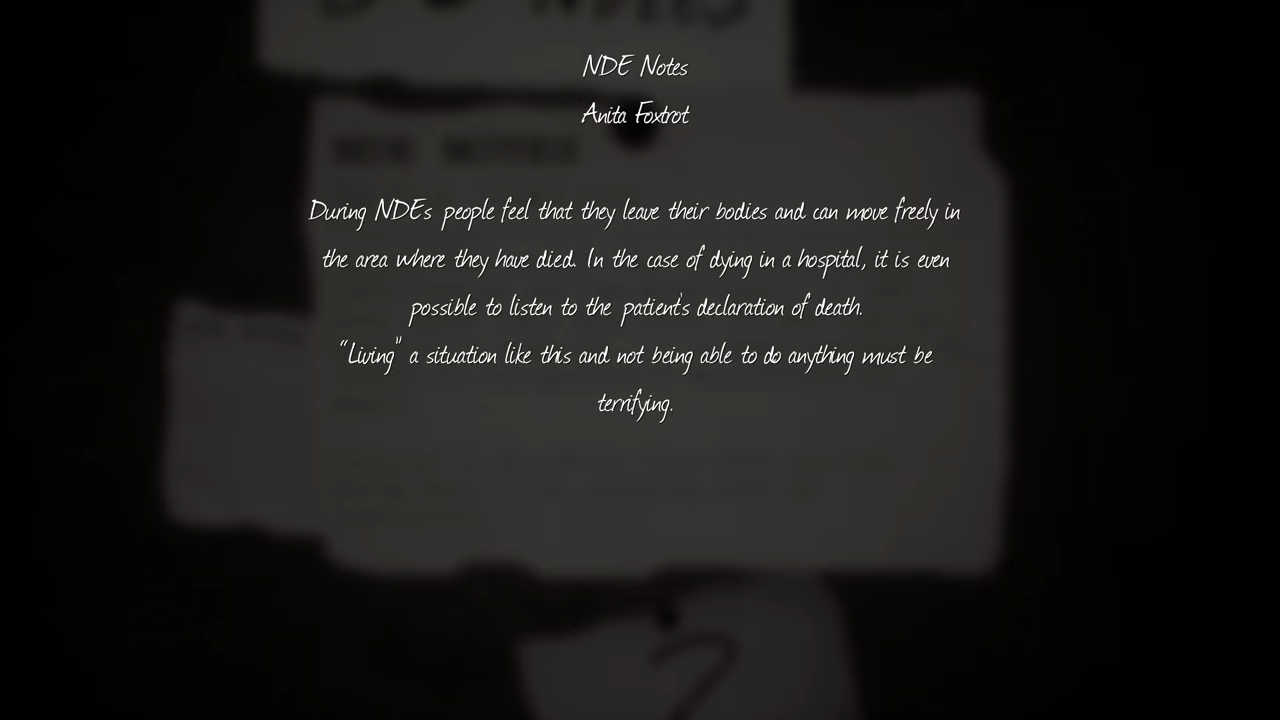 NDE Notes
Anita Foxtrot
During NDEs people feel that they leave their bodies and can move freely in
the area where they have died. In the case of dying in a hospital, it is even
possible to listen to the patient's declaration of death.
"Living" a situation like this and not being able to do anything must be
terrifying.
NDE NOTES
?